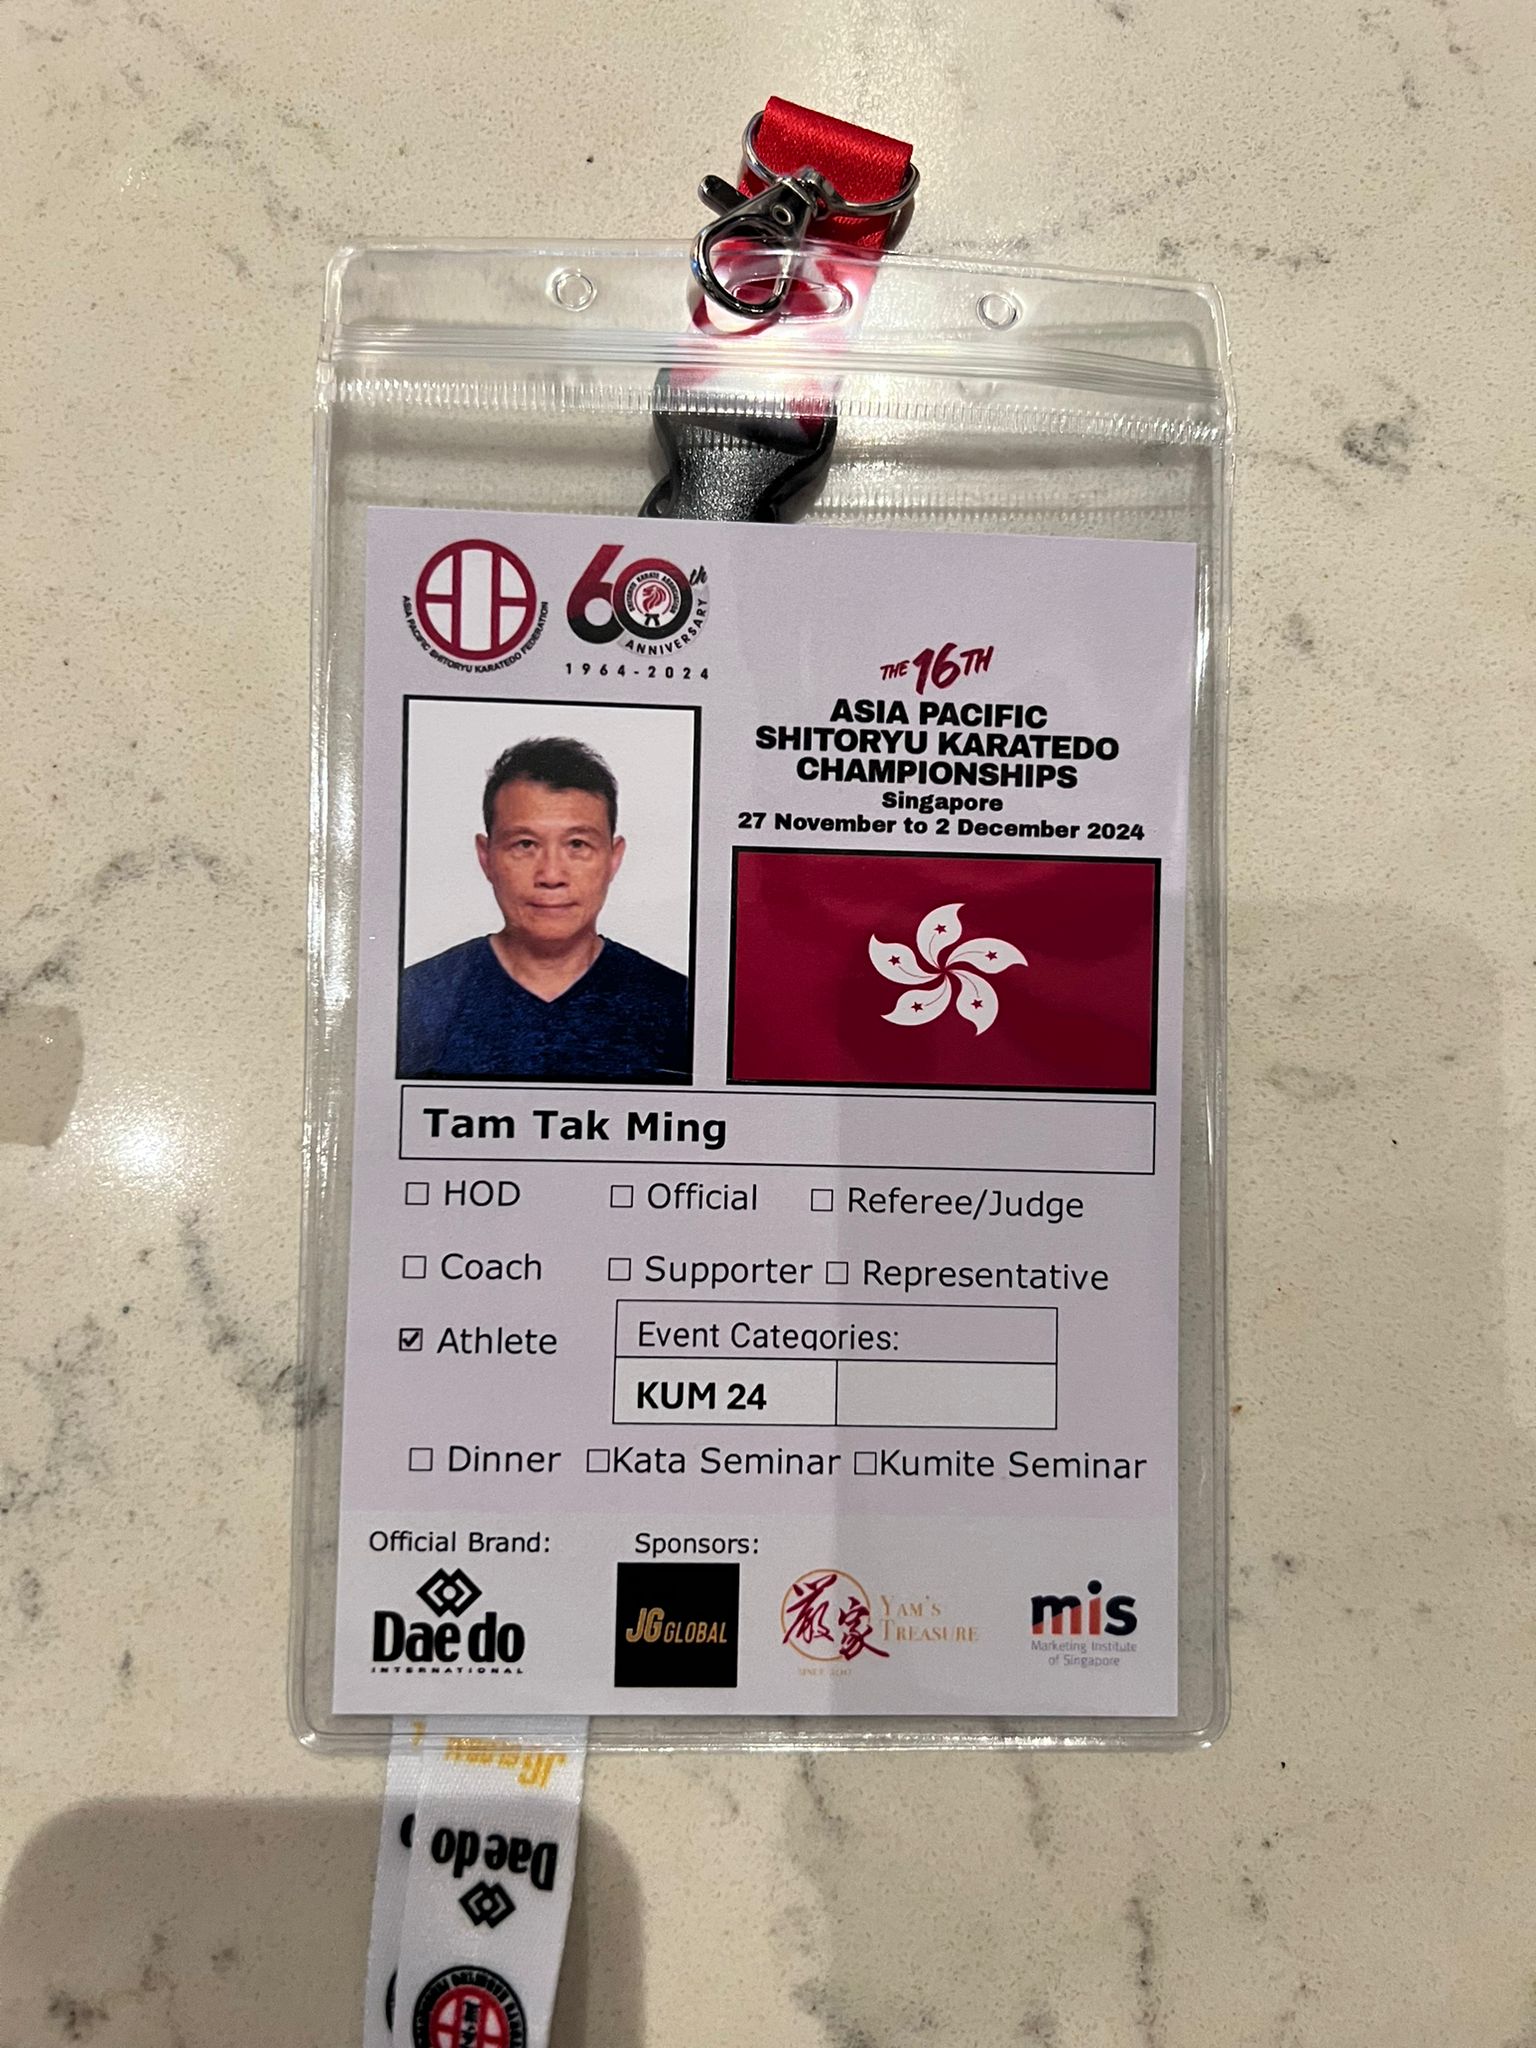 ASIA PACIFIC SHITORYU KARATEDO FEDERATION
60th
ANNIVERSARY
1964-2024
THE 16TH
ASIA PACIFIC
SHITORYU KARATEDO
CHAMPIONSHIPS
Singapore
27 November to 2 December 2024
Tam Tak Ming
☐ HOD ☐ Official ☐ Referee/Judge
☐ Coach ☐ Supporter ☐ Representative
☑ Athlete
Event Categories:
KUM 24
☐ Dinner ☐Kata Seminar ☐Kumite Seminar
Official Brand: Sponsors:
Daedo
INTERNATIONAL
JG GLOBAL
嚴家
YAM'S
TREASURE
mis
Marketing Institute
of Singapore
Daedo